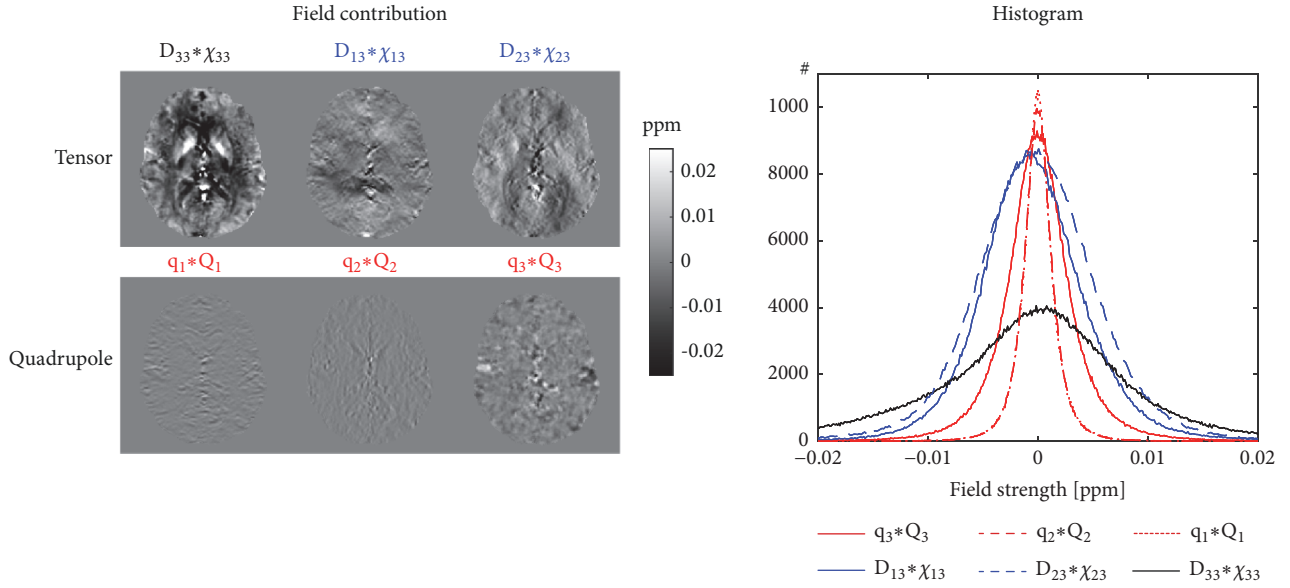 Field contribution
D₃₃*χ₃₃ D₁₃*χ₁₃ D₂₃*χ₂₃
Tensor
q₁*Q₁ q₂*Q₂ q₃*Q₃
Quadrupole
ppm
0.02
0.01
0
-0.01
-0.02
Histogram
#
1000
8000
6000
4000
2000
0
−0.02 −0.01 0 0.01 0.02
Field strength [ppm]
q₃*Q₃ q₂*Q₂ q₁*Q₁
D₁₃*χ₁₃ D₂₃*χ₂₃ D₃₃*χ₃₃